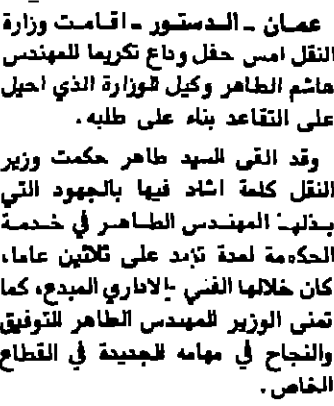 عمان - الدستور - اقامت وزارة
النقل امس حفل وداع تكريما للمهندس
هاشم الطاهر وكيل الوزارة الذي احيل
على التقاعد بناء على طلبه .
وقد القى السيد طاهر حكمت وزير
النقل كلمة اشاد فيها بالجهود التي
بذلها المهندس الطاهر في خدمة
الحكومة لمدة تزيد على ثلاثين عاما،
كان خلالها الفني والاداري المبدع، كما
تمنى الوزير للمهندس الطاهر التوفيق
والنجاح في مهامه الجديدة في القطاع
الخاص .